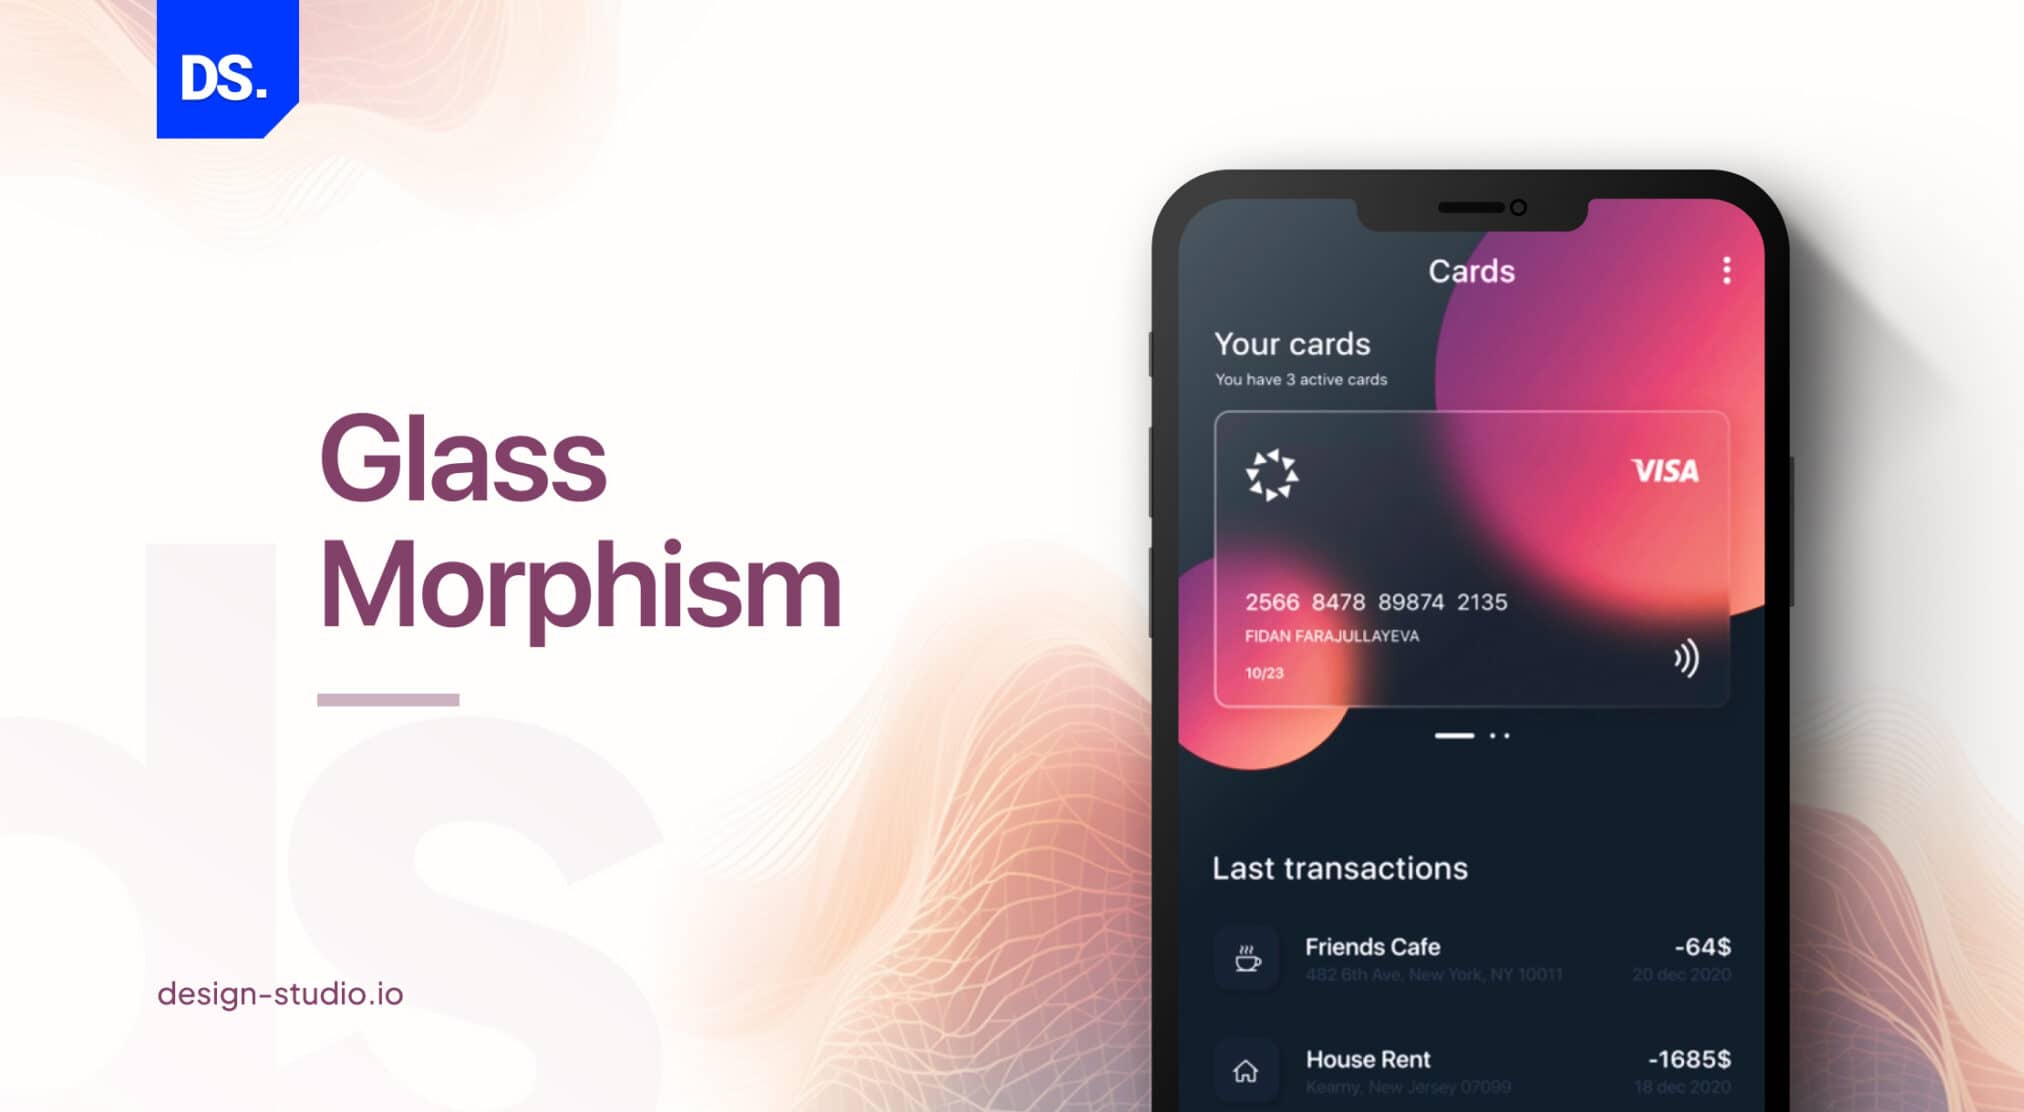 DS.
Glass
Morphism
design-studio.io
Cards
Your cards
You have 3 active cards
VISA
2566 8478 89874 2135
FIDAN FARAJULLAYEVA
10/23
Last transactions
Friends Cafe -64$
482 6th Ave, New York, NY 10011 20 dec 2020
House Rent -1685$
Kearny, New Jersey 07099 18 dec 2020
ds